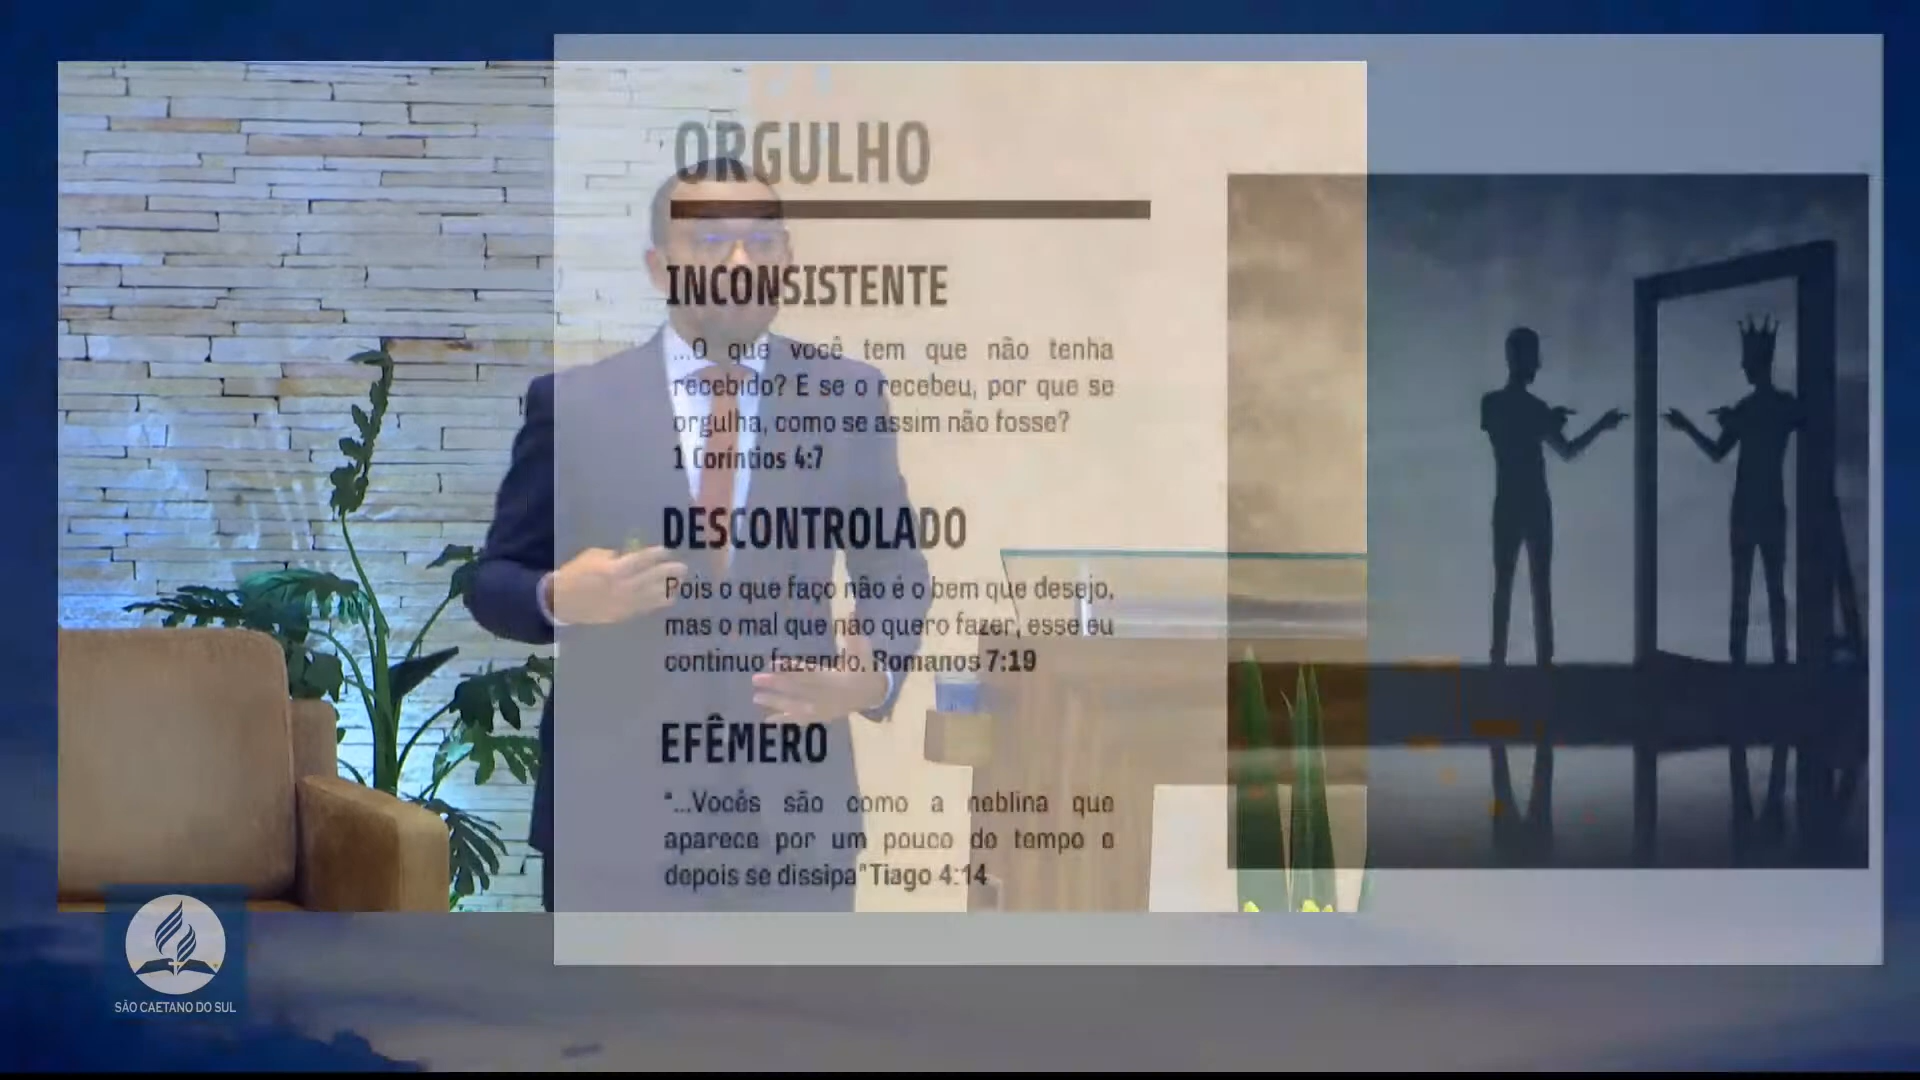 ORGULHO
INCONSISTENTE
...O que você tem que não tenha
recebido? E se o recebeu, por que se
orgulha, como se assim não fosse?
1 Coríntios 4:7
DESCONTROLADO
Pois o que faço não é o bem que desejo,
mas o mal que não quero fazer, esse eu
continuo fazendo. Romanos 7:19
EFÊMERO
"...Vocês são como a neblina que
aparece por um pouco de tempo e
depois se dissipa"Tiago 4:14
SÃO CAETANO DO SUL